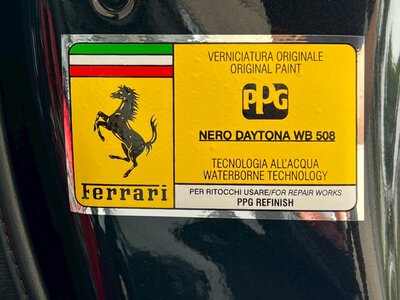 VERNICIATURA ORIGINALE
ORIGINAL PAINT
PPG
NERO DAYTONA WB 508
TECNOLOGIA ALL'ACQUA
WATERBORNE TECHNOLOGY
PER RITOCCHI USARE/FOR REPAIR WORKS
PPG REFINISH
Ferrari